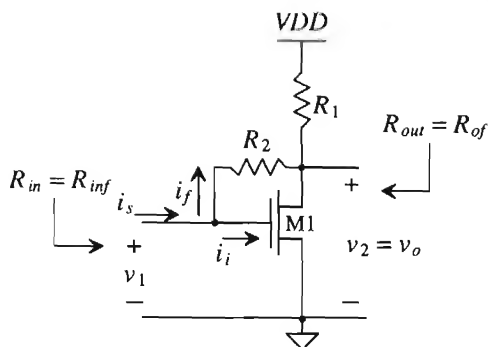 VDD
R1
R2
Rout = Rof
Rin = Rinf
if
is
+
M1
+
ii
v1
v2 = vo
−
−